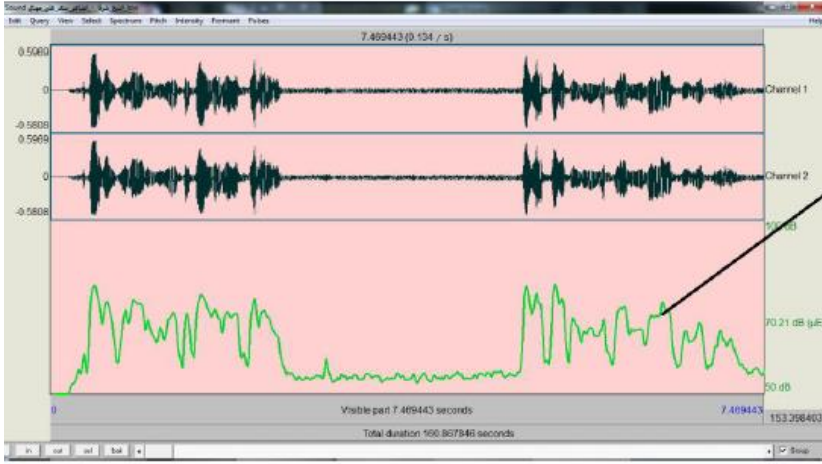 Sound
Edit Query View Select Spectrum Pitch Intensity Formant Pulses Help
7.469443 (0.134 / s)
0.5969
0
-0.5808
Channel 1
0.5969
0
-0.5808
Channel 2
100 dB
70.21 dB (µE
50 dB
0 Visible part 7.469443 seconds 7.469443
153.398403
Total duration 160.867846 seconds
in out sel bak Group